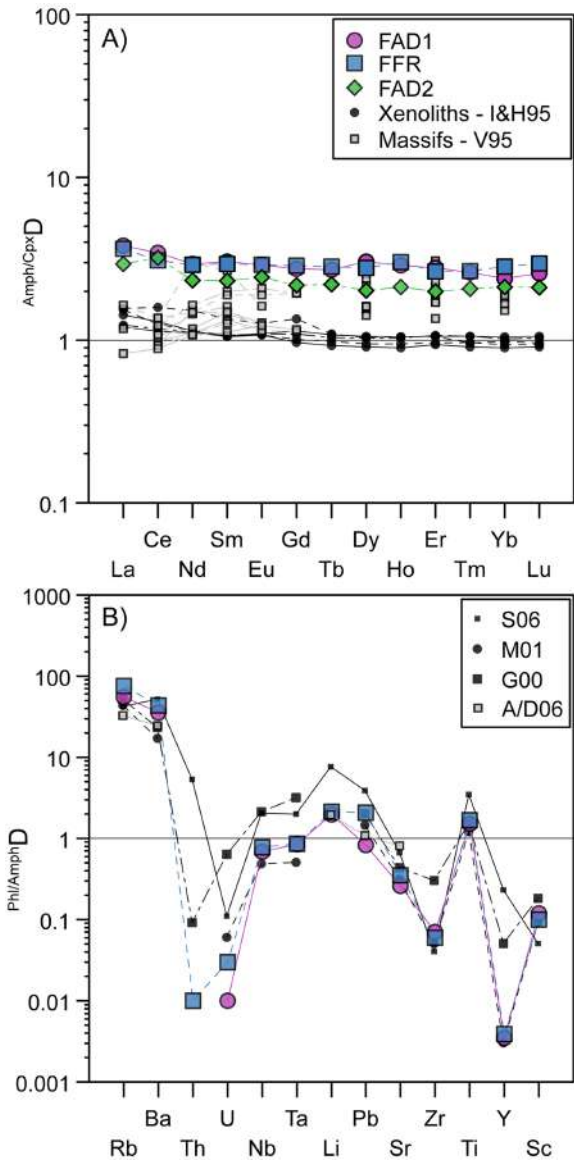 A)
100
10
1
0.1
Amph/CpxD
FAD1
FFR
FAD2
Xenoliths - I&H95
Massifs - V95
Ce Sm Gd Dy Er Yb
La Nd Eu Tb Ho Tm Lu
B)
1000
100
10
1
0.1
0.01
0.001
Phl/AmphD
S06
M01
G00
A/D06
Ba U Ta Pb Zr Y
Rb Th Nb Li Sr Ti Sc